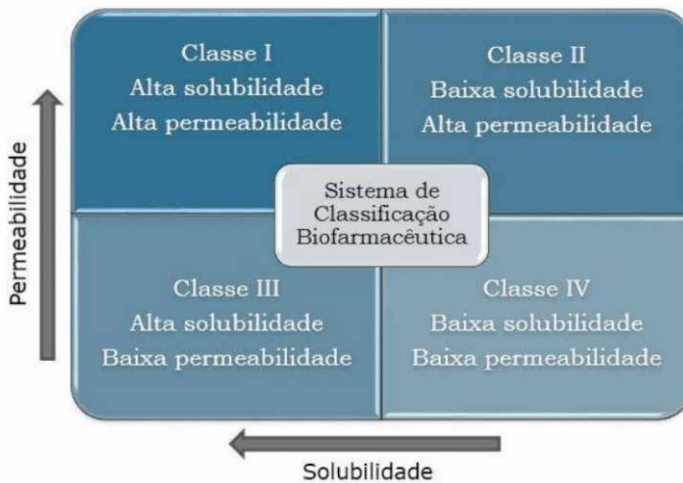 Classe I
Alta solubilidade
Alta permeabilidade
Classe II
Baixa solubilidade
Alta permeabilidade
Sistema de
Classificação
Biofarmacêutica
Classe III
Alta solubilidade
Baixa permeabilidade
Classe IV
Baixa solubilidade
Baixa permeabilidade
Permeabilidade
Solubilidade